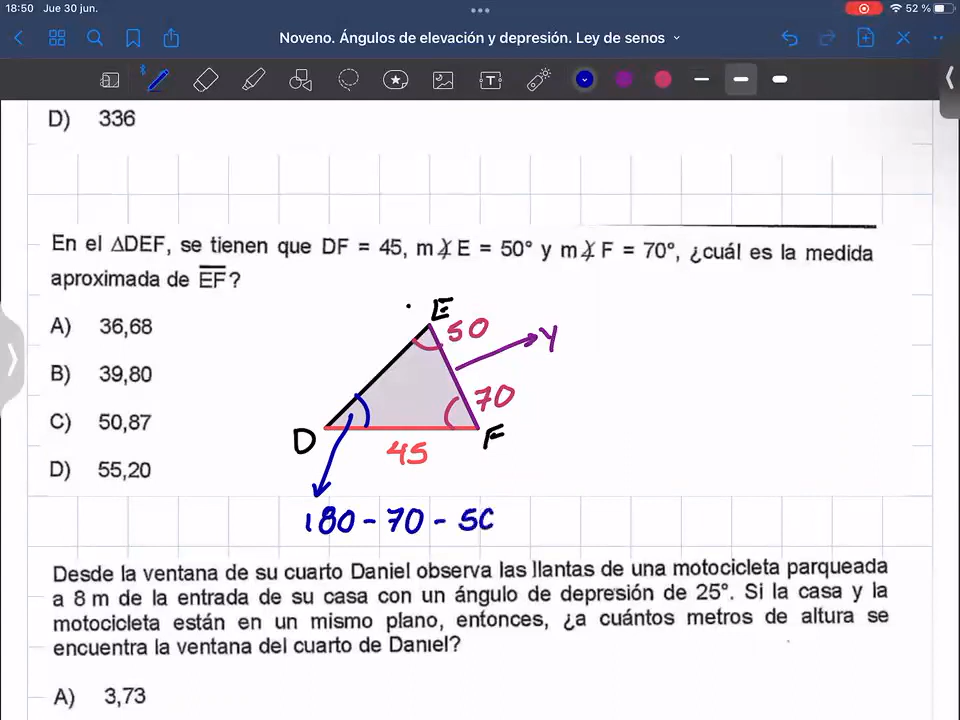 18:50 Jue 30 jun.
52 %
Noveno. Ángulos de elevación y depresión. Ley de senos
D) 336
En el ΔDEF, se tienen que DF = 45, m∡E = 50° y m∡F = 70°, ¿cuál es la medida
aproximada de EF?
A) 36,68
B) 39,80
C) 50,87
D) 55,20
E
50
Y
70
D
45
F
180 - 70 - 50
Desde la ventana de su cuarto Daniel observa las llantas de una motocicleta parqueada
a 8 m de la entrada de su casa con un ángulo de depresión de 25°. Si la casa y la
motocicleta están en un mismo plano, entonces, ¿a cuántos metros de altura se
encuentra la ventana del cuarto de Daniel?
A) 3,73